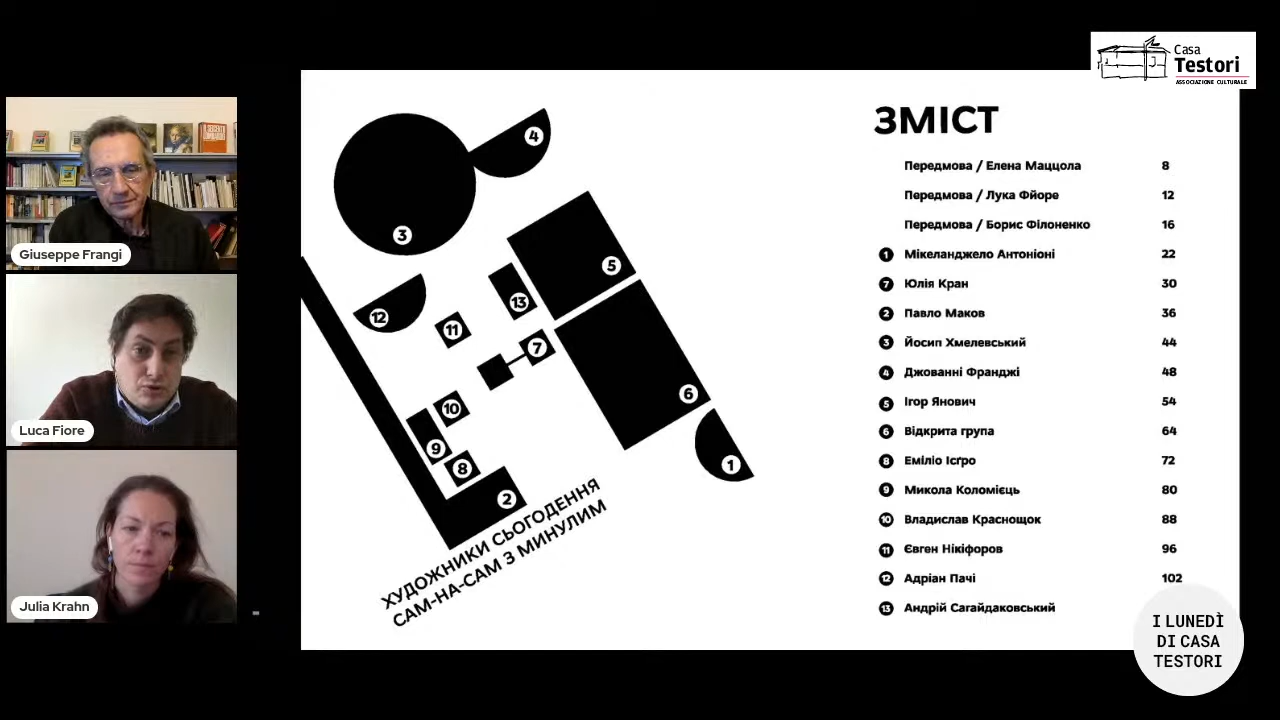 Casa
Testori
ASSOCIAZIONE CULTURALE
Giuseppe Frangi
Luca Fiore
Julia Krahn
4
3
5
13
12
11
7
6
10
9
8
1
2
ХУДОЖНИКИ СЬОГОДЕННЯ
САМ-НА-САМ З МИНУЛИМ
ЗМІСТ
Передмова / Елена Маццола 8
Передмова / Лука Фйоре 12
Передмова / Борис Філоненко 16
1 Мікеланджело Антоніоні 22
7 Юлія Кран 30
2 Павло Маков 36
3 Йосип Хмелевський 44
4 Джованні Франджі 48
5 Ігор Янович 54
6 Відкрита група 64
8 Еміліо Ісґро 72
9 Микола Коломієць 80
10 Владислав Краснощок 88
11 Євген Нікіфоров 96
12 Адріан Пачі 102
13 Андрій Сагайдаковський
I LUNEDÌ
DI CASA
TESTORI